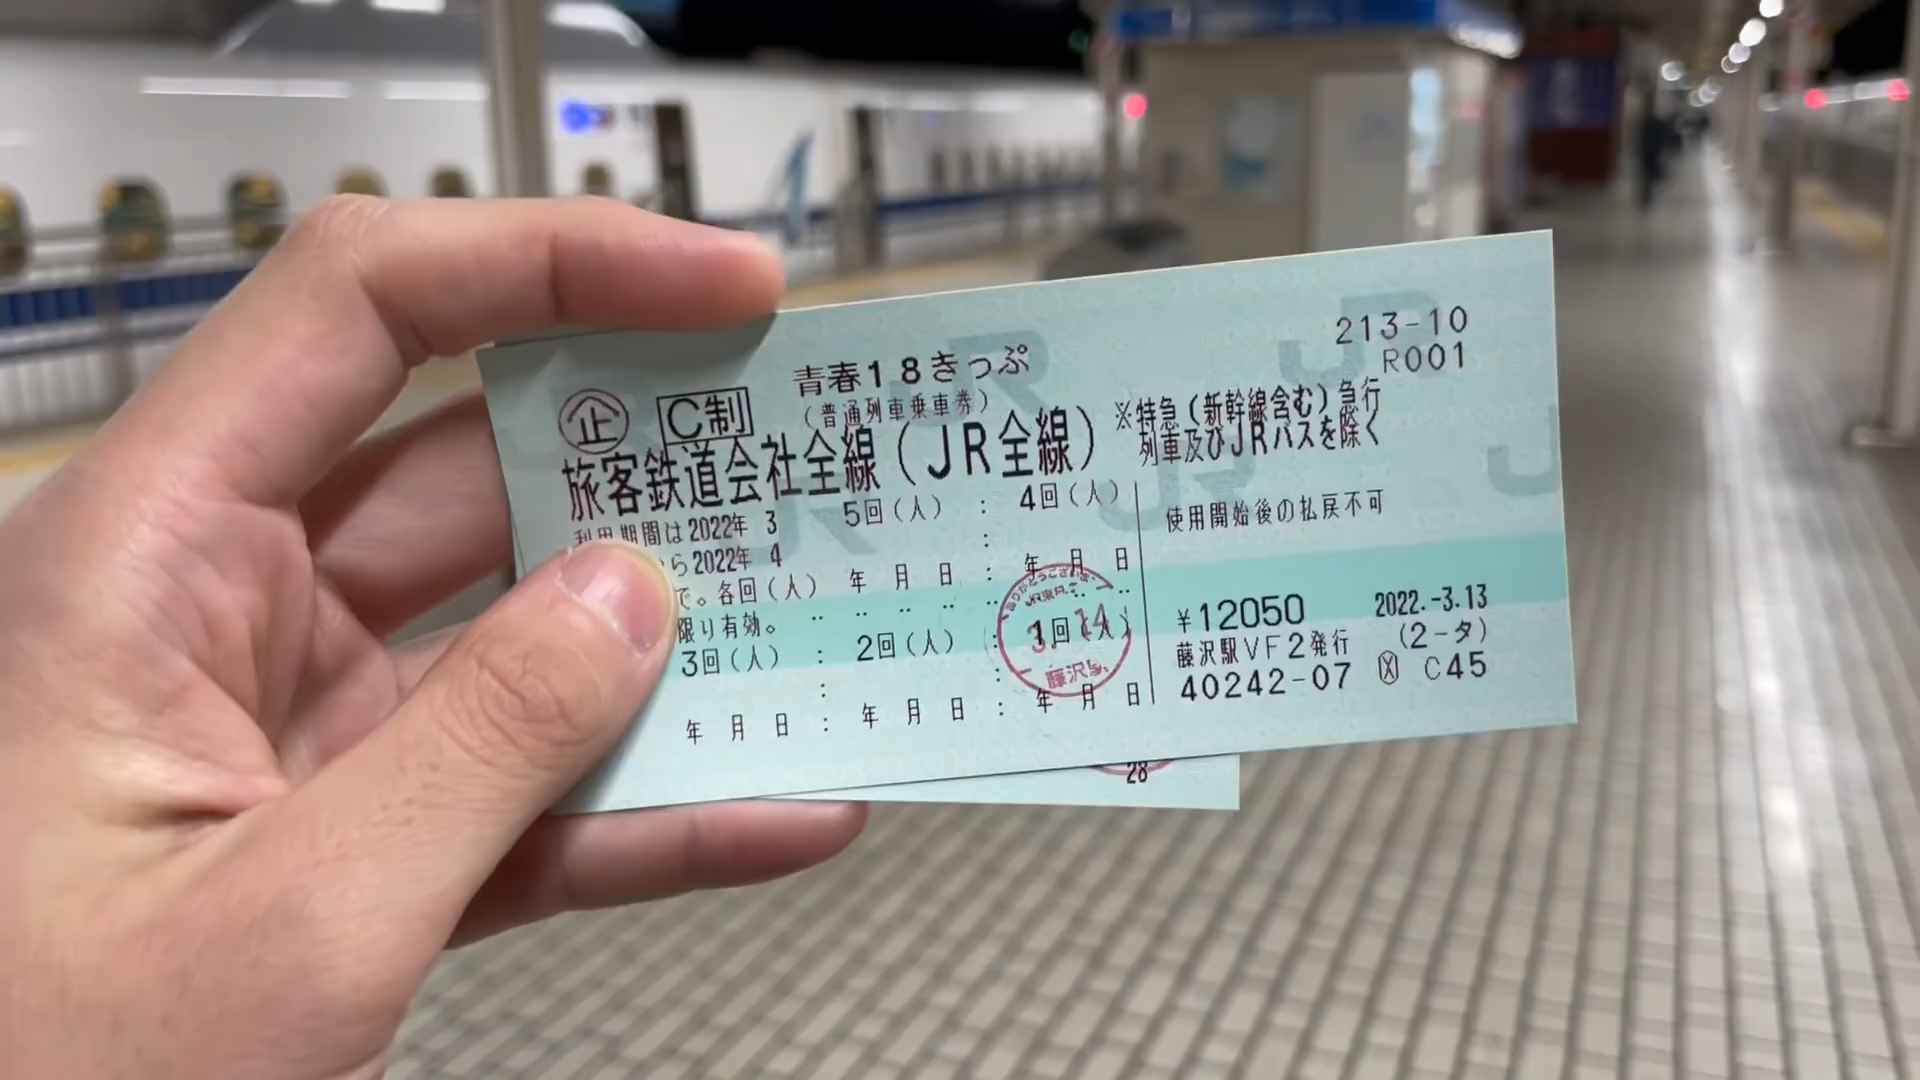 213-10
R001
青春18きっぷ
企 C制 (普通列車乗車券)
旅客鉄道会社全線(JR全線) ※特急(新幹線含む)急行
列車及びJRバスを除く
利用期間は2022年 3
ら2022年 4
で。各回(人)
限り有効。
5回(人) : 4回(人)
年 月 日 : 年 月 日
3回(人) : 2回(人) : 1回(人)
年 月 日 : 年 月 日 : 年 月 日
使用開始後の払戻不可
¥12050 2022.-3.13
藤沢駅VF2発行 (2-タ)
40242-07 C45
JR東日
3. 14
藤沢駅
28